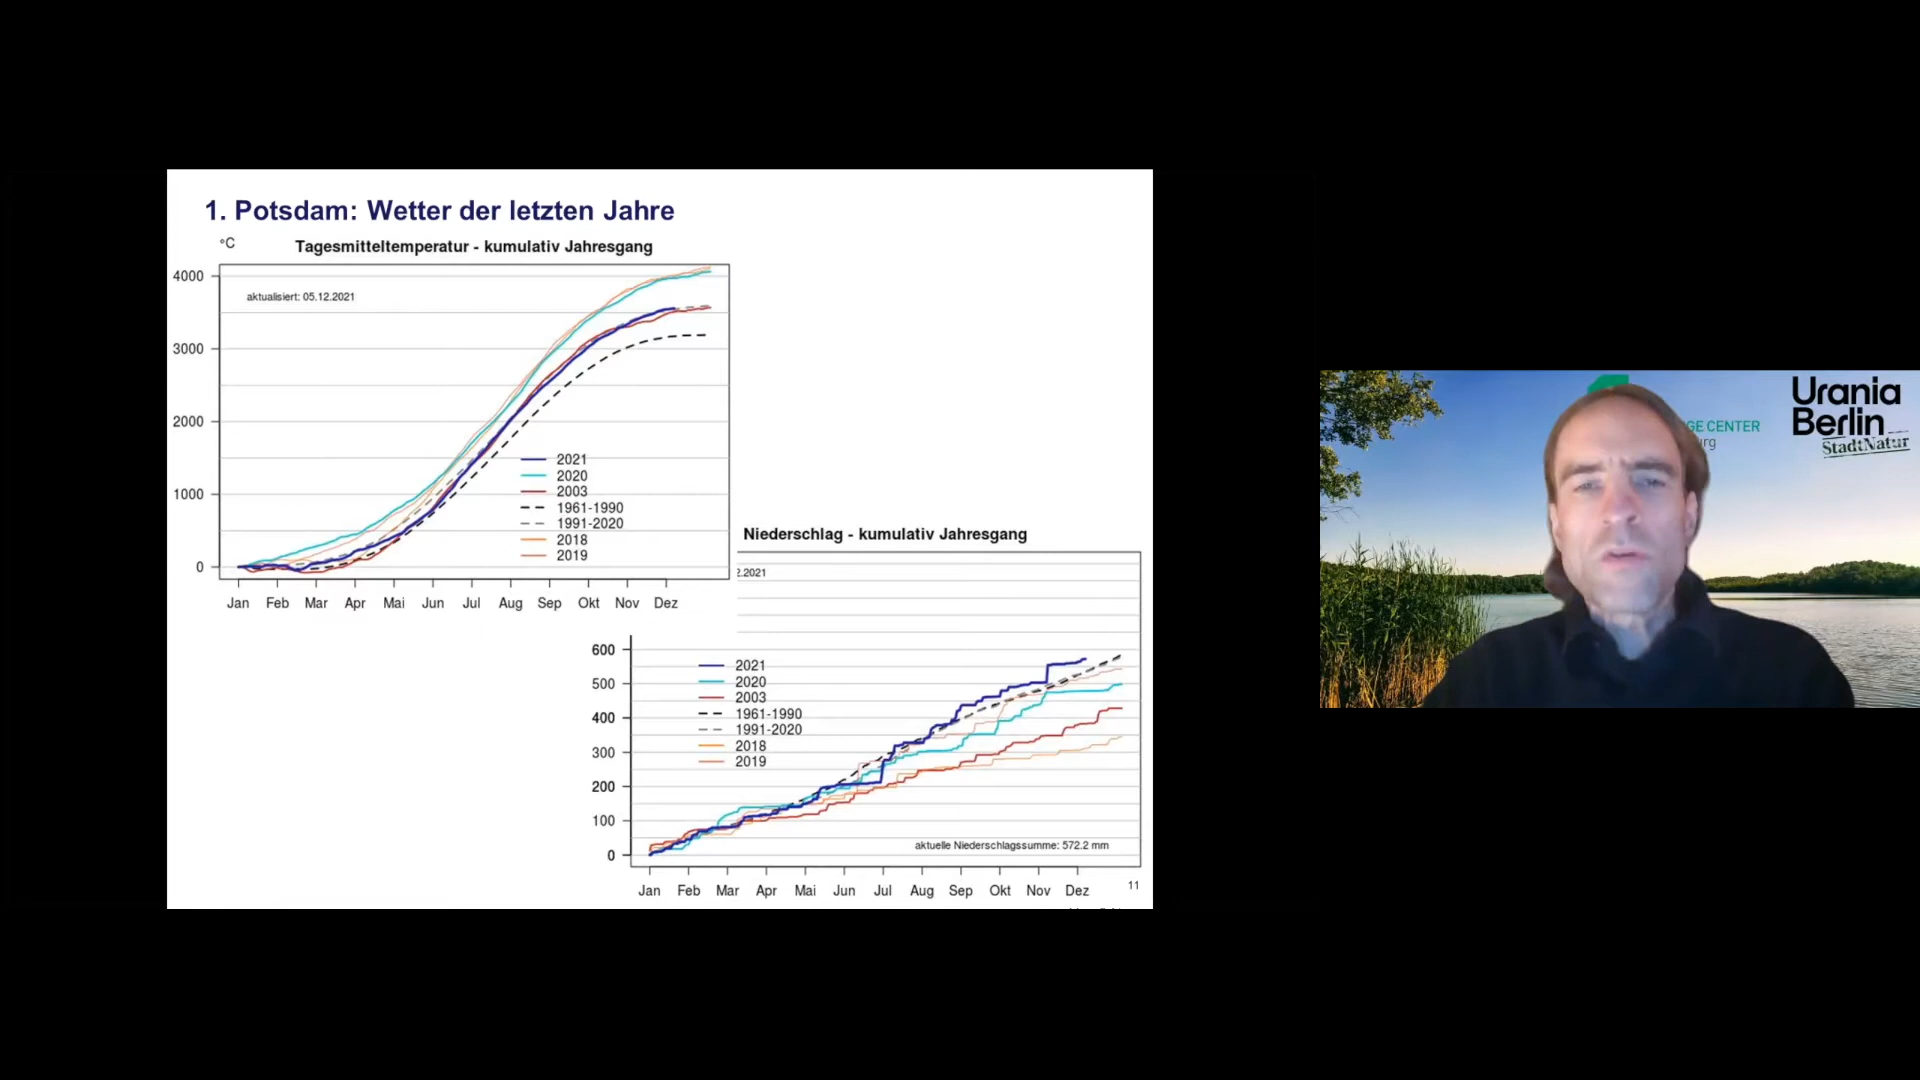 1. Potsdam: Wetter der letzten Jahre
°C
Tagesmitteltemperatur - kumulativ Jahresgang
4000
3000
2000
1000
0
aktualisiert: 05.12.2021
2021
2020
2003
1961-1990
1991-2020
2018
2019
Jan Feb Mar Apr Mai Jun Jul Aug Sep Okt Nov Dez
Niederschlag - kumulativ Jahresgang
2.2021
600
500
400
300
200
100
0
2021
2020
2003
1961-1990
1991-2020
2018
2019
aktuelle Niederschlagssumme: 572.2 mm
Jan Feb Mar Apr Mai Jun Jul Aug Sep Okt Nov Dez
11
GE CENTER
Urania
Berlin
StadtNatur